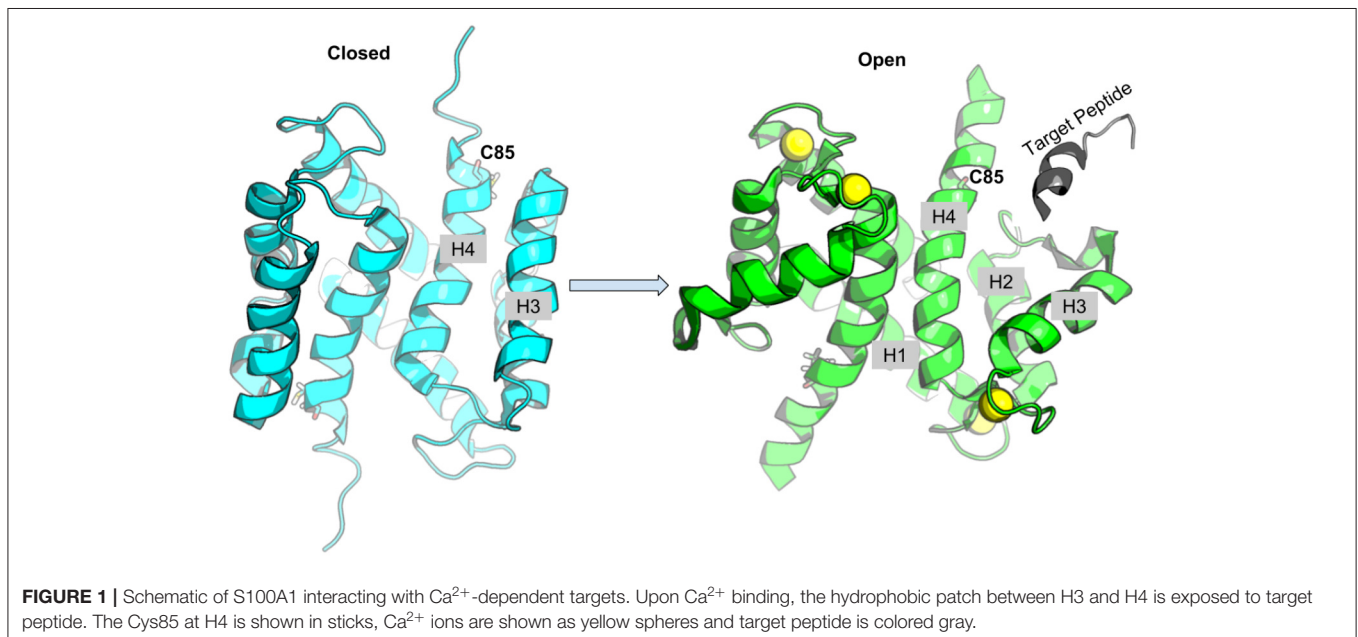 Closed
Open
Target Peptide
C85
C85
H4
H4
H2
H3
H3
H1
FIGURE 1 | Schematic of S100A1 interacting with Ca²⁺-dependent targets. Upon Ca²⁺ binding, the hydrophobic patch between H3 and H4 is exposed to target
peptide. The Cys85 at H4 is shown in sticks, Ca²⁺ ions are shown as yellow spheres and target peptide is colored gray.